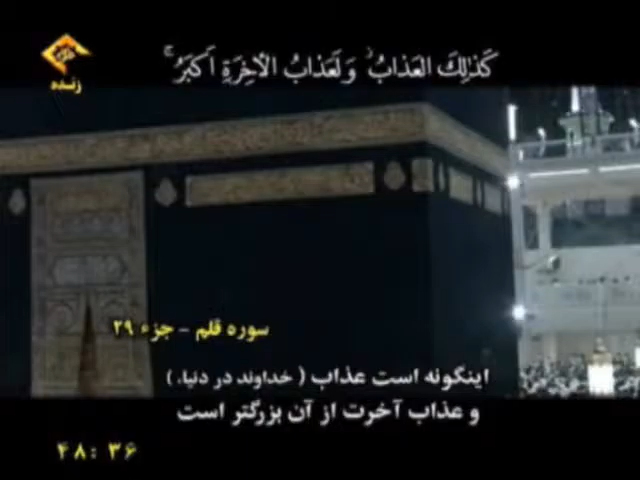 كَذَٰلِكَ الْعَذَابُ ۖ وَلَعَذَابُ الْآخِرَةِ أَكْبَرُ ۚ
زنده
سوره قلم - جزء ۲۹
اینگونه است عذاب ( خداوند در دنیا، )
و عذاب آخرت از آن بزرگتر است
۴۸: ۳۶